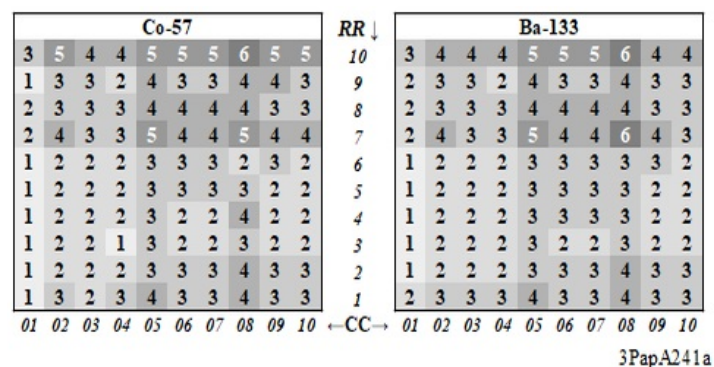 Co-57 RR ↓ Ba-133
3 5 4 4 5 5 5 6 5 5 10 3 4 4 4 5 5 5 6 4 4
1 3 3 2 4 3 3 4 4 3 9 2 3 3 2 4 3 3 4 3 3
2 3 3 3 4 4 4 4 3 3 8 2 3 3 3 4 4 4 4 3 3
2 4 3 3 5 4 4 5 4 4 7 2 4 3 3 5 4 4 6 4 3
1 2 2 2 3 3 3 2 3 2 6 1 2 2 2 3 3 3 3 3 2
1 2 2 2 3 3 3 3 2 2 5 1 2 2 2 3 3 3 3 2 2
1 2 2 2 3 2 2 4 2 2 4 1 2 2 2 3 3 3 3 2 2
1 2 2 1 3 2 2 3 2 2 3 1 2 2 2 3 2 2 3 2 2
1 2 2 2 3 3 3 4 3 3 2 1 2 2 2 3 3 3 4 3 3
1 3 2 3 4 3 3 4 3 3 1 2 3 3 3 4 3 3 4 3 3
01 02 03 04 05 06 07 08 09 10 ←CC→ 01 02 03 04 05 06 07 08 09 10
3PapA241a